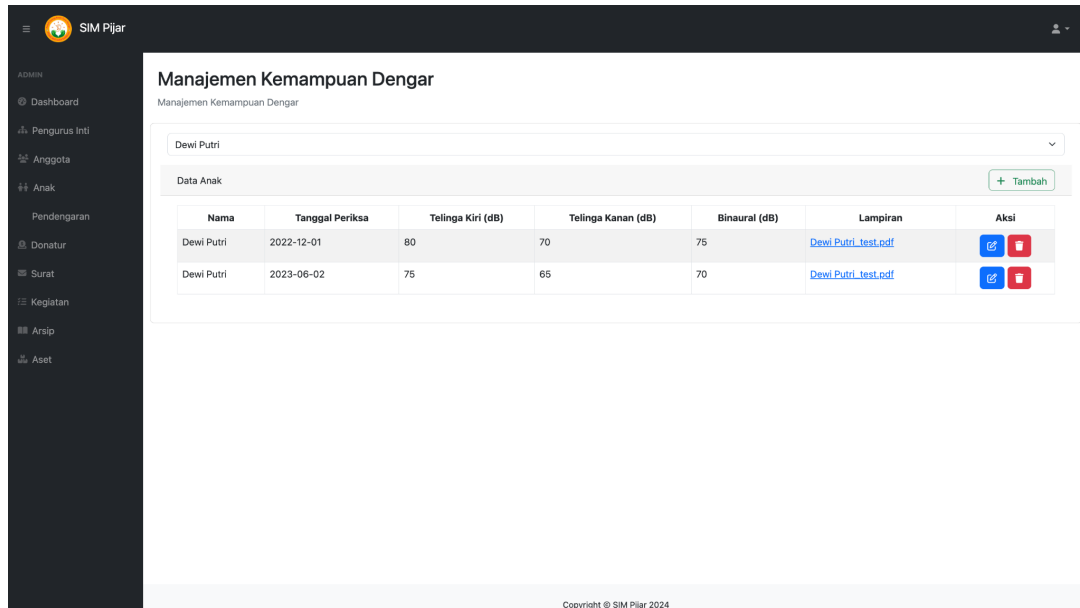 SIM Pijar
ADMIN
Dashboard
Pengurus Inti
Anggota
Anak
Pendengaran
Donatur
Surat
Kegiatan
Arsip
Aset
Manajemen Kemampuan Dengar
Manajemen Kemampuan Dengar
Dewi Putri
Data Anak
+ Tambah
Nama Tanggal Periksa Telinga Kiri (dB) Telinga Kanan (dB) Binaural (dB) Lampiran Aksi
Dewi Putri 2022-12-01 80 70 75 Dewi Putri_test.pdf
Dewi Putri 2023-06-02 75 65 70 Dewi Putri_test.pdf
Copyright © SIM Pijar 2024